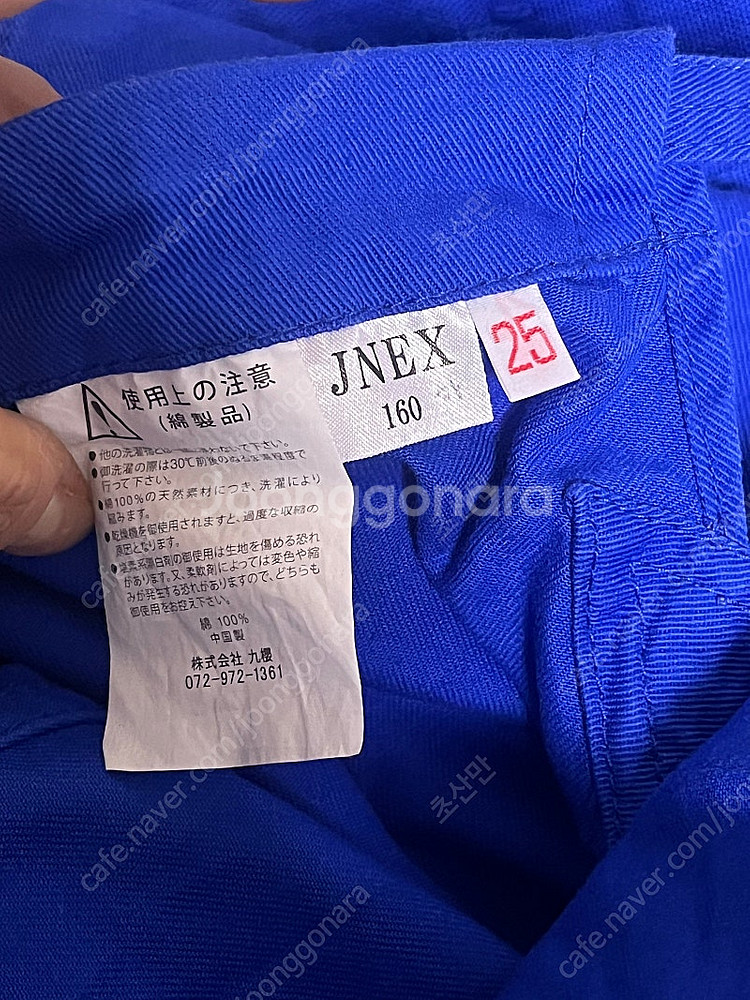 使用上の注意
(綿製品)
行って下さい。
●御洗濯の際は30℃前後の
綿100%の天然素材につき、洗濯により
縮みます。
●乾燥機を御使用されますと、過度な収縮の
原因となります。
●塩素系漂白剤の御使用は生地を傷める恐れ
があります。又、柔軟剤によっては変色や縮
みが発生する恐れがありますので、どちらも
御使用をお控え下さい。
綿 100%
中国製
株式会社 九櫻
072-972-1361
JNEX
160
25
joonggonara
cafe.naver.com/joonggonara
초산만